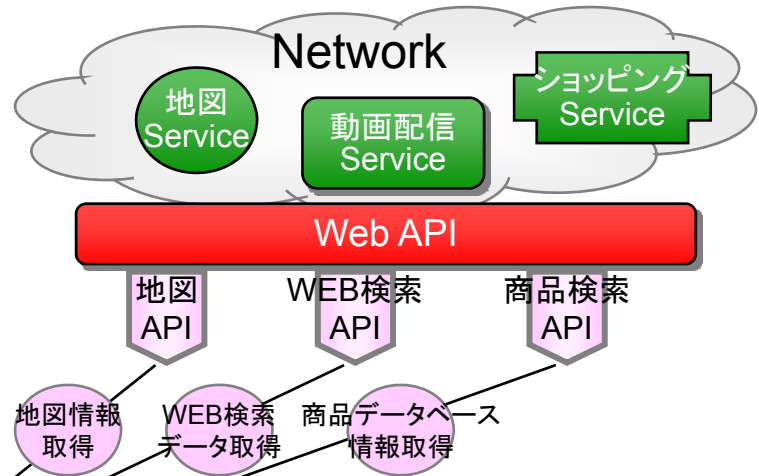 Network
地図
Service
動画配信
Service
ショッピング
Service
Web API
地図
API
WEB検索
API
商品検索
API
地図情報
取得
WEB検索
データ取得
商品データベース
情報取得